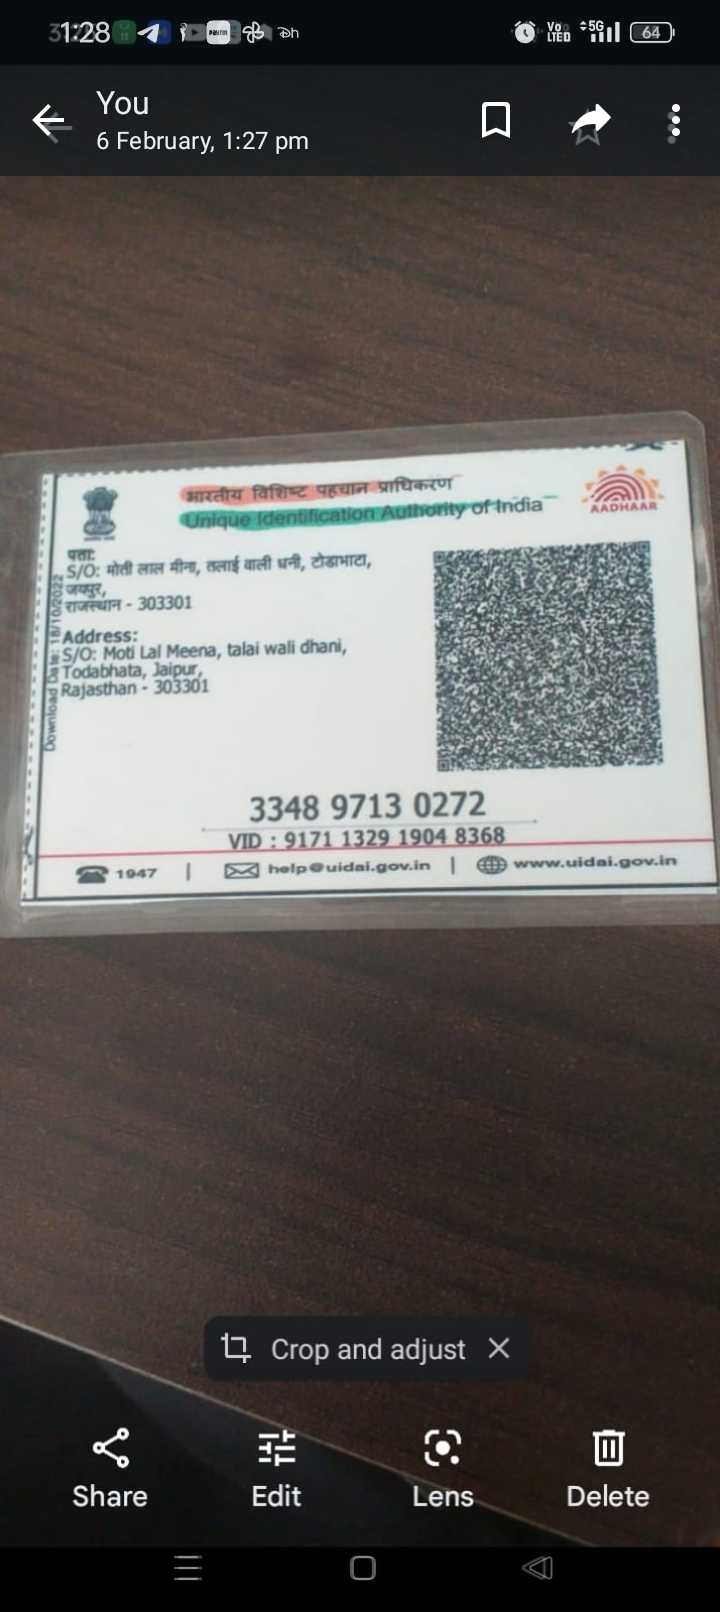 1:28 64
You
6 February, 1:27 pm
भारतीय विशिष्ट पहचान प्राधिकरण
Unique Identification Authority of India
AADHAAR
पता:
S/O: मोती लाल मीना, तलाई वाली धनी, टोडाभाटा,
जयपुर,
राजस्थान - 303301
Address:
S/O: Moti Lal Meena, talai wali dhani,
Todabhata, Jaipur,
Rajasthan - 303301
Download Date: 18/10/2022
3348 9713 0272
VID : 9171 1329 1904 8368
1947 | help@uidai.gov.in | www.uidai.gov.in
Crop and adjust
Share Edit Lens Delete